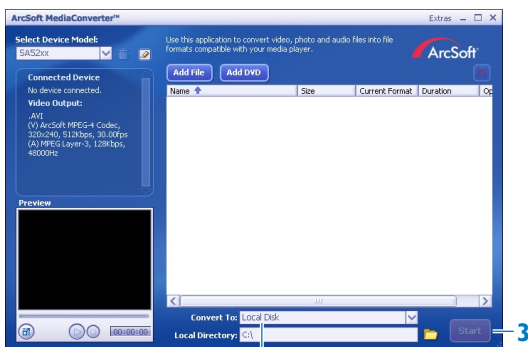 ArcSoft MediaConverter™
Extras
Select Device Model:
SA52xx
Use this application to convert video, photo and audio files into file
formats compatible with your media player.
ArcSoft®
Add File
Add DVD
Connected Device
No device connected.
Video Output:
.AVI
(V) ArcSoft MPEG-4 Codec,
320x240, 512Kbps, 30.00fps
(A) MPEG Layer-3, 128Kbps,
48000Hz
Name Size Current Format Duration Op
Preview
00:00:00
Convert To: Local Disk
Local Directory: C:\
Start
3